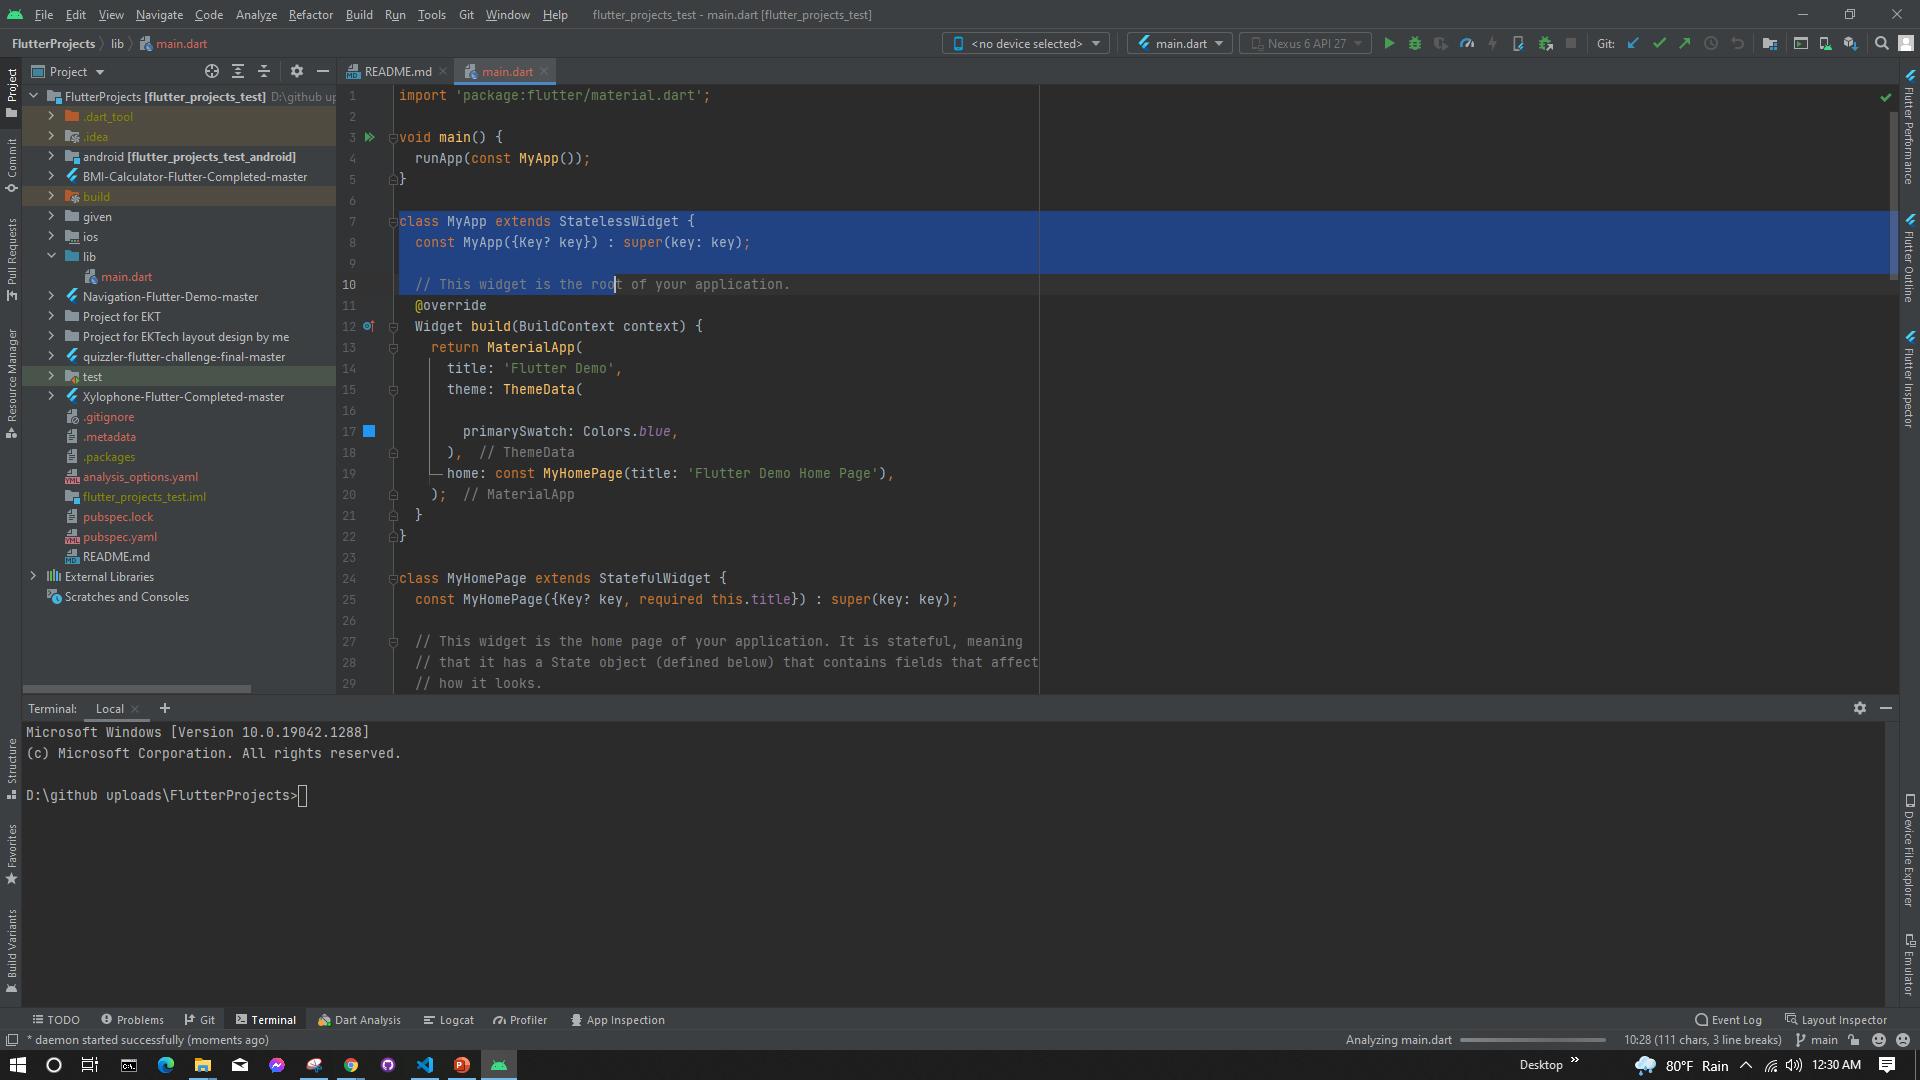 File Edit View Navigate Code Analyze Refactor Build Run Tools Git Window Help flutter_projects_test - main.dart [flutter_projects_test]
FlutterProjects lib main.dart
<no device selected> main.dart Nexus 6 API 27 Git:
Project
README.md main.dart
FlutterProjects [flutter_projects_test] D:\github up
.dart_tool
.idea
android [flutter_projects_test_android]
BMI-Calculator-Flutter-Completed-master
build
given
ios
lib
main.dart
Navigation-Flutter-Demo-master
Project for EKT
Project for EKTech layout design by me
quizzler-flutter-challenge-final-master
test
Xylophone-Flutter-Completed-master
.gitignore
.metadata
.packages
analysis_options.yaml
flutter_projects_test.iml
pubspec.lock
pubspec.yaml
README.md
External Libraries
Scratches and Consoles
1 import 'package:flutter/material.dart';
2
3 void main() {
4 runApp(const MyApp());
5 }
6
7 class MyApp extends StatelessWidget {
8 const MyApp({Key? key}) : super(key: key);
9
10 // This widget is the root of your application.
11 @override
12 Widget build(BuildContext context) {
13 return MaterialApp(
14 title: 'Flutter Demo',
15 theme: ThemeData(
16
17 primarySwatch: Colors.blue,
18 ), // ThemeData
19 home: const MyHomePage(title: 'Flutter Demo Home Page'),
20 ); // MaterialApp
21 }
22 }
23
24 class MyHomePage extends StatefulWidget {
25 const MyHomePage({Key? key, required this.title}) : super(key: key);
26
27 // This widget is the home page of your application. It is stateful, meaning
28 // that it has a State object (defined below) that contains fields that affect
29 // how it looks.
Project
Commit
Pull Requests
Resource Manager
Structure
Favorites
Build Variants
Flutter Performance
Flutter Outline
Flutter Inspector
Device File Explorer
Emulator
Terminal: Local
Microsoft Windows [Version 10.0.19042.1288]
(c) Microsoft Corporation. All rights reserved.
D:\github uploads\FlutterProjects>
TODO Problems Git Terminal Dart Analysis Logcat Profiler App Inspection Event Log Layout Inspector
* daemon started successfully (moments ago) Analyzing main.dart 10:28 (111 chars, 3 line breaks) main
Desktop 80°F Rain 12:30 AM